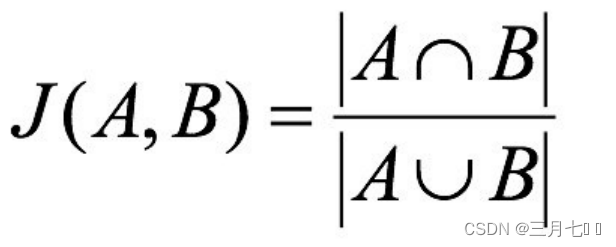 J(A,B) = |A∩B| / |A∪B|
CSDN @三月七